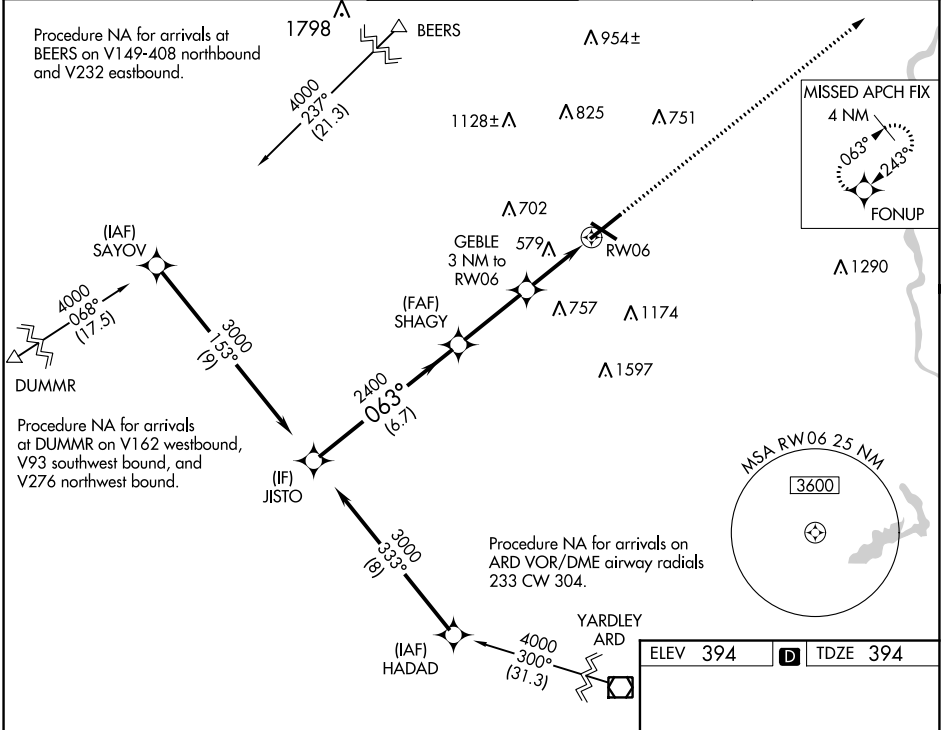 Procedure NA for arrivals at
BEERS on V149-408 northbound
and V232 eastbound.
1798
BEERS
4000
237°
(21.3)
954±
1128±
825
751
MISSED APCH FIX
4 NM
063°
243°
FONUP
702
GEBLE
3 NM to
RW06
579
RW06
1290
(IAF)
SAYOV
4000
068°
(17.5)
DUMMR
3000
153°
(9)
(FAF)
SHAGY
757
1174
1597
2400
063°
(6.7)
Procedure NA for arrivals
at DUMMR on V162 westbound,
V93 southwest bound, and
V276 northwest bound.
(IF)
JISTO
MSA RW06 25 NM
3600
3000
333°
(8)
Procedure NA for arrivals on
ARD VOR/DME airway radials
233 CW 304.
(IAF)
HADAD
4000
300°
(31.3)
YARDLEY
ARD
ELEV 394 D TDZE 394